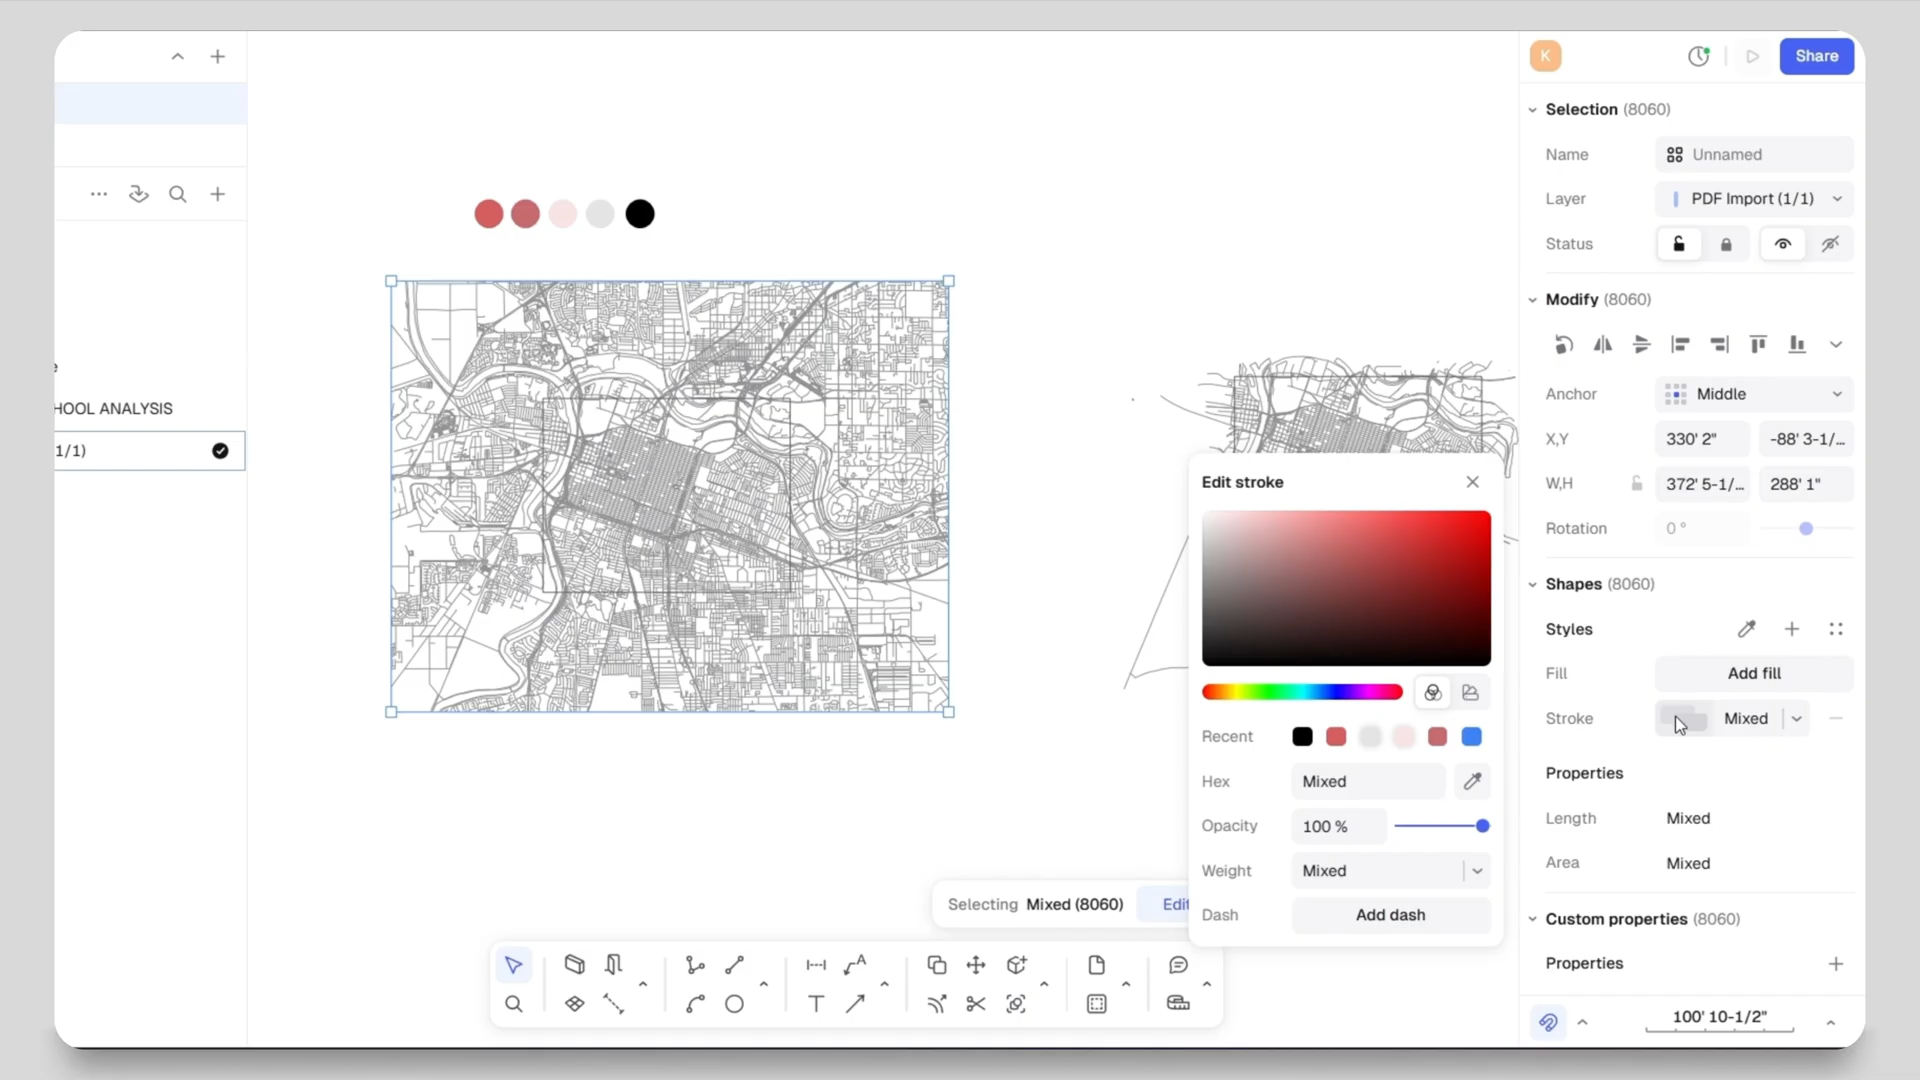 K
Share
Selection (8060)
Name
Unnamed
Layer
PDF Import (1/1)
Status
Modify (8060)
Anchor
Middle
X,Y
330' 2"
-88' 3-1/...
W,H
372' 5-1/...
288' 1"
Rotation
0 °
Shapes (8060)
Styles
Fill
Add fill
Stroke
Mixed
Properties
Length
Mixed
Area
Mixed
Custom properties (8060)
Properties
100' 10-1/2"
e
HOOL ANALYSIS
1/1)
Edit stroke
Recent
Hex
Mixed
Opacity
100 %
Weight
Mixed
Dash
Add dash
Selecting Mixed (8060)
Edit